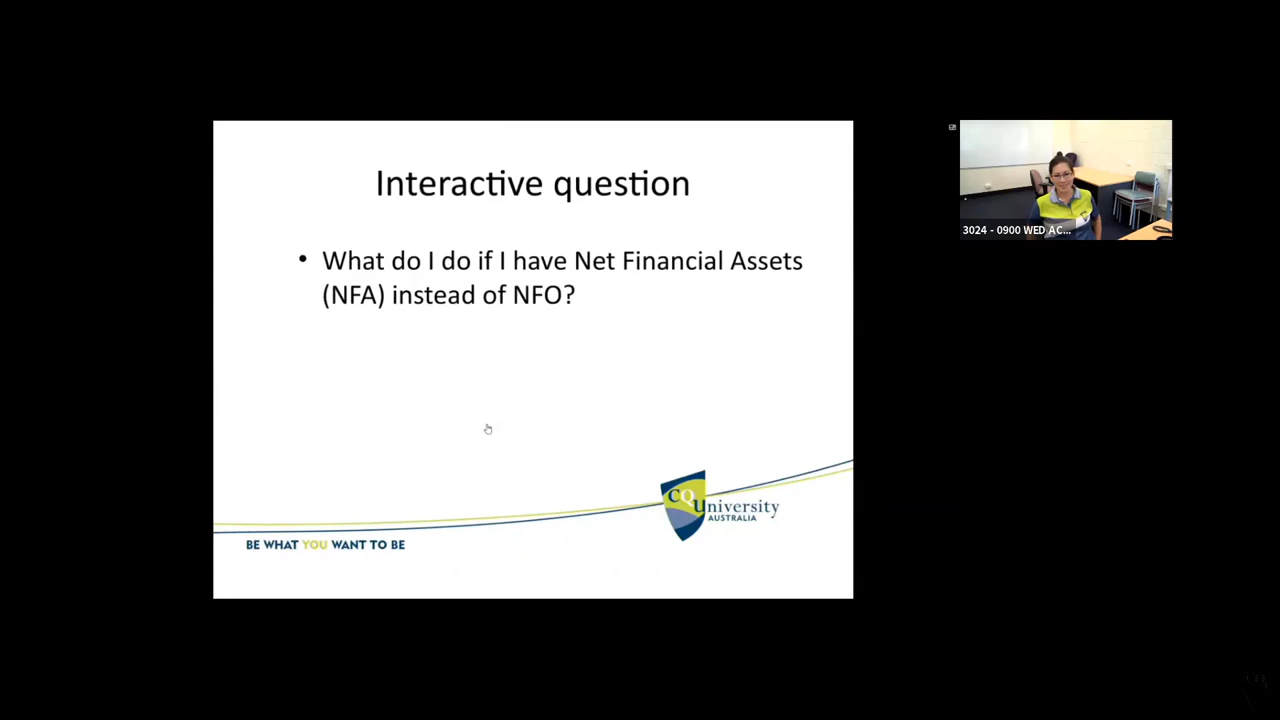 Interactive question
• What do I do if I have Net Financial Assets
(NFA) instead of NFO?
CQUniversity
AUSTRALIA
BE WHAT YOU WANT TO BE
3024 - 0900 WED AC...